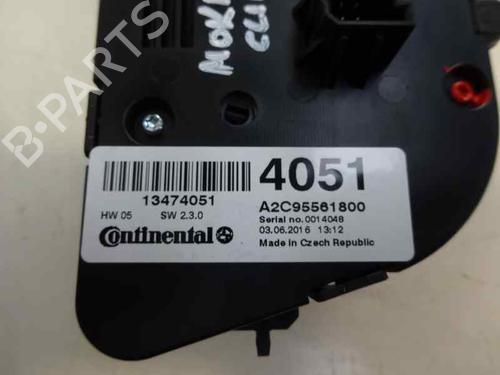 B-PARTS
4051
13474051
A2C95561800
HW 05 SW 2.3.0
Serial no.0014048
03.06.2016 13:12
Continental
Made in Czech Republic